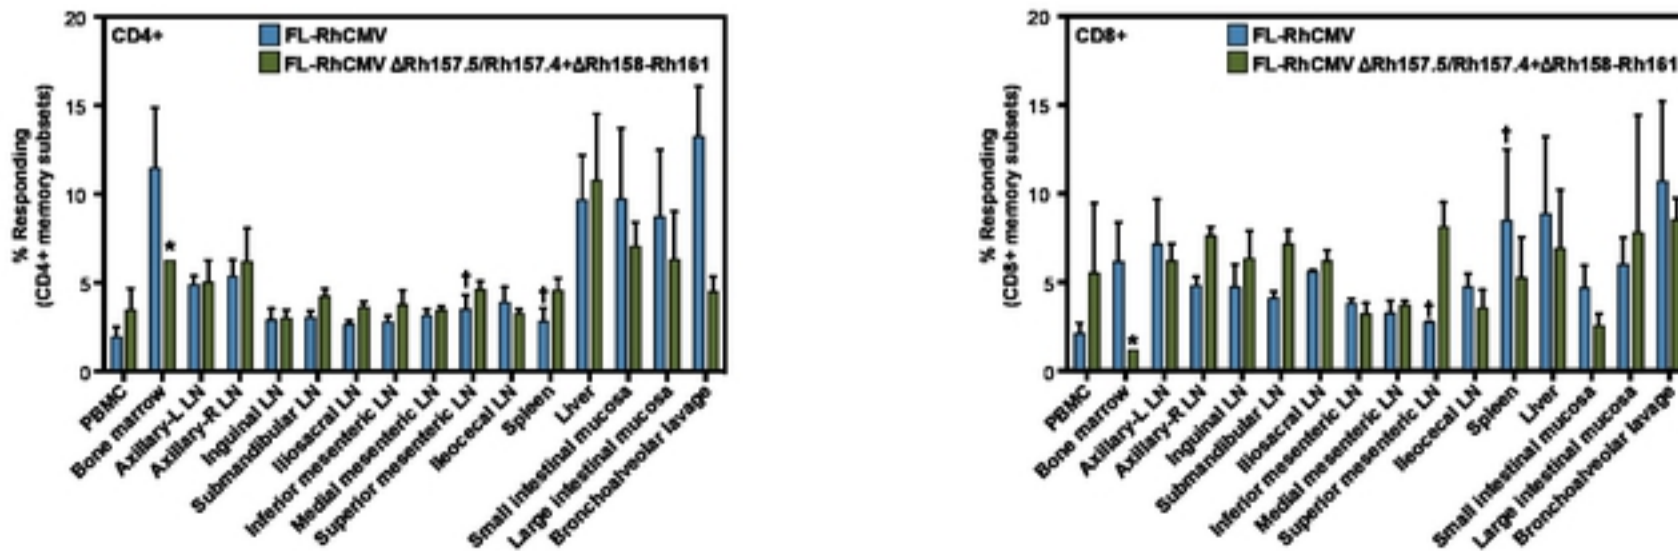 20
15
10
5
0
% Responding
(CD4+ memory subsets)
CD4+
FL-RhCMV
FL-RhCMV ΔRh157.5/Rh157.4+ΔRh158-Rh161
*
†
†
PBMC
Bone marrow
Axillary-L LN
Axillary-R LN
Inguinal LN
Submandibular LN
Iliosacral LN
Inferior mesenteric LN
Medial mesenteric LN
Superior mesenteric LN
Ileocecal LN
Spleen
Liver
Small intestinal mucosa
Large intestinal mucosa
Bronchoalveolar lavage
20
15
10
5
0
% Responding
(CD8+ memory subsets)
CD8+
FL-RhCMV
FL-RhCMV ΔRh157.5/Rh157.4+ΔRh158-Rh161
*
†
†
PBMC
Bone marrow
Axillary-L LN
Axillary-R LN
Inguinal LN
Submandibular LN
Iliosacral LN
Inferior mesenteric LN
Medial mesenteric LN
Superior mesenteric LN
Ileocecal LN
Spleen
Liver
Small intestinal mucosa
Large intestinal mucosa
Bronchoalveolar lavage